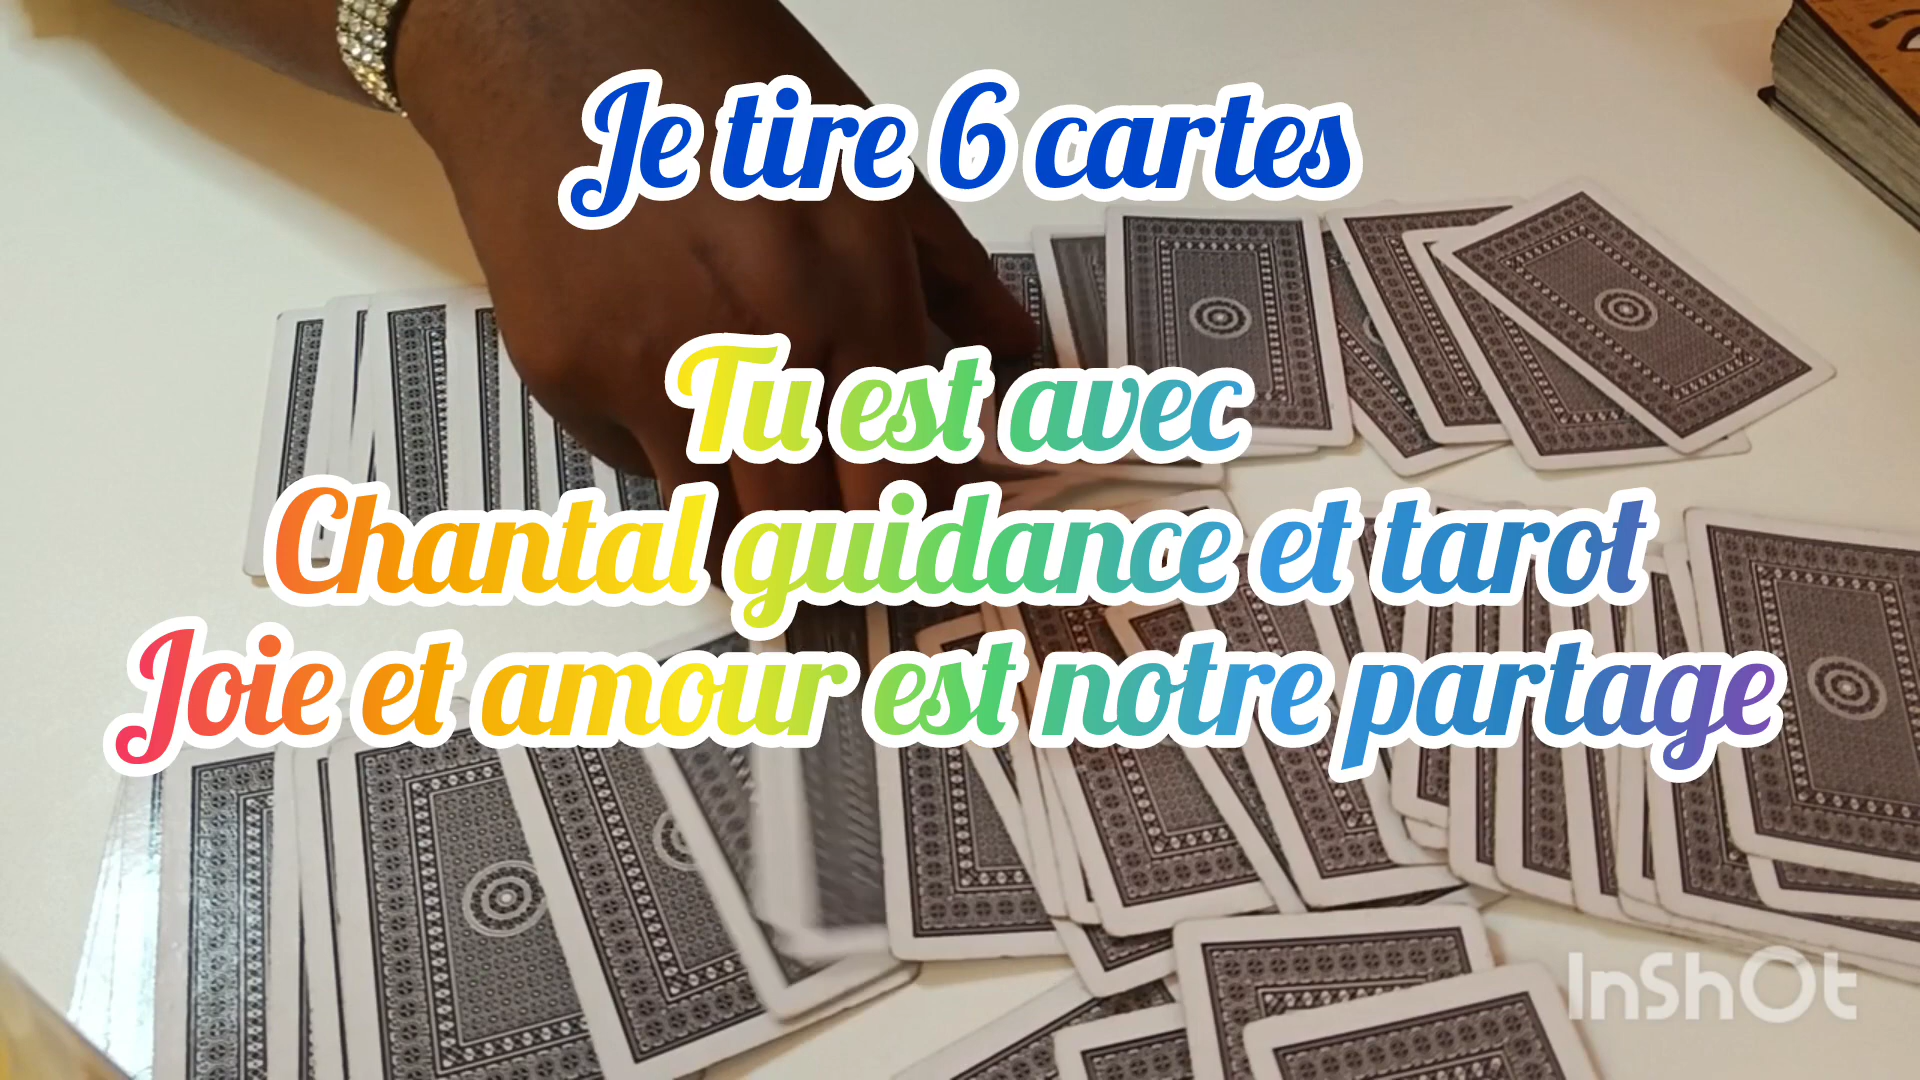 Je tire 6 cartes
Tu est avec
Chantal guidance et tarot
Joie et amour est notre partage
InShOt